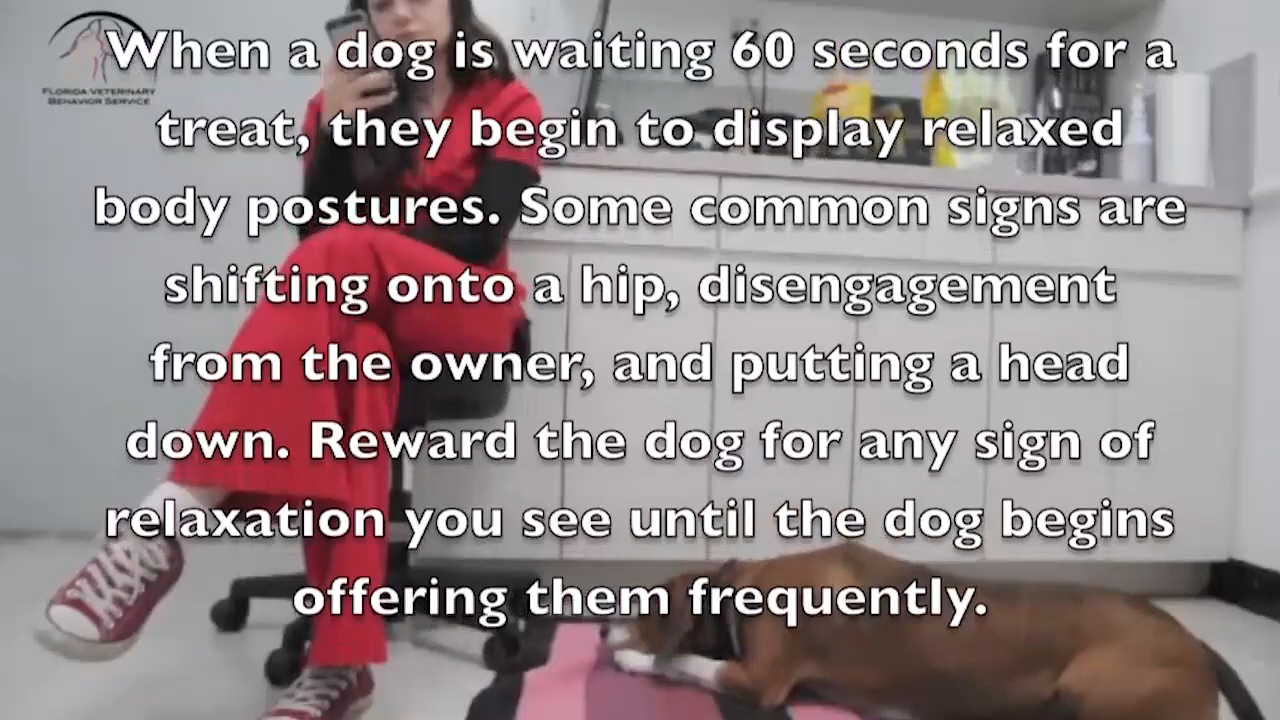 When a dog is waiting 60 seconds for a
treat, they begin to display relaxed
body postures. Some common signs are
shifting onto a hip, disengagement
from the owner, and putting a head
down. Reward the dog for any sign of
relaxation you see until the dog begins
offering them frequently.
FLORIDA VETERINARY
BEHAVIOR SERVICE